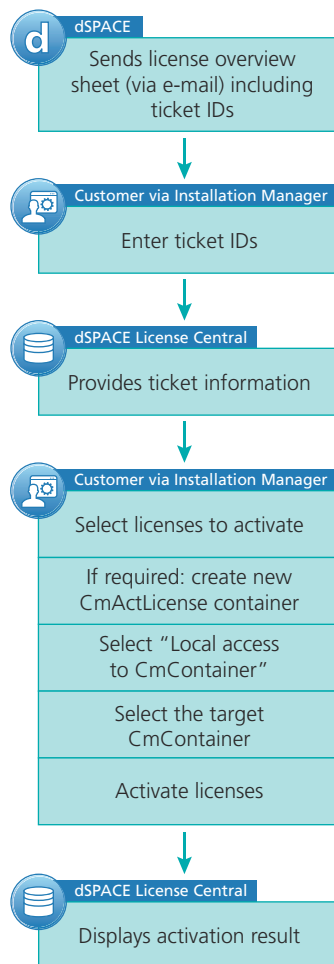 d
dSPACE
Sends license overview
sheet (via e-mail) including
ticket IDs
Customer via Installation Manager
Enter ticket IDs
dSPACE License Central
Provides ticket information
Customer via Installation Manager
Select licenses to activate
If required: create new
CmActLicense container
Select “Local access
to CmContainer”
Select the target
CmContainer
Activate licenses
dSPACE License Central
Displays activation result